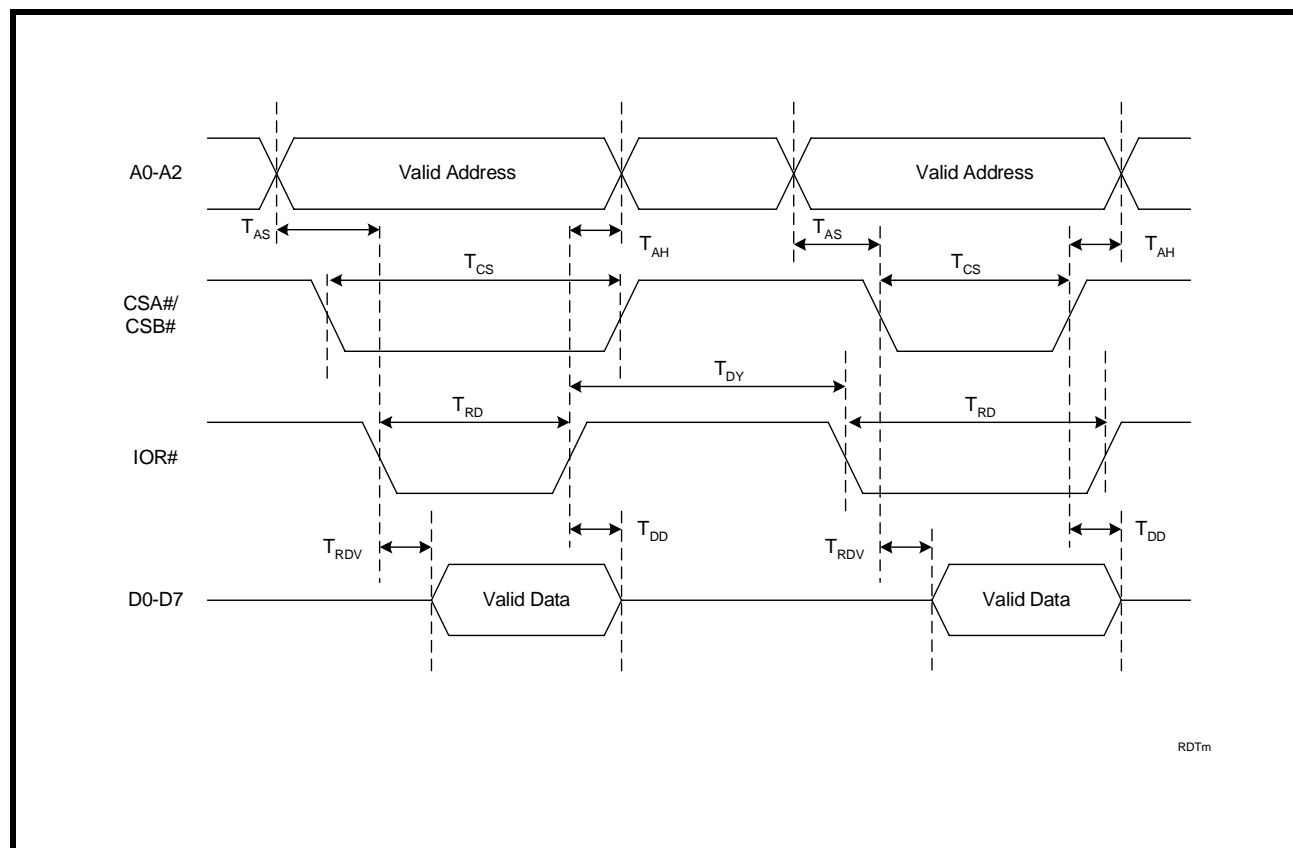 A0-A2
Valid Address
Valid Address
TAS
TAH
TAS
TAH
TCS
TCS
CSA#/
CSB#
TDY
TRD
TRD
IOR#
TRDV
TDD
TRDV
TDD
D0-D7
Valid Data
Valid Data
RDTm